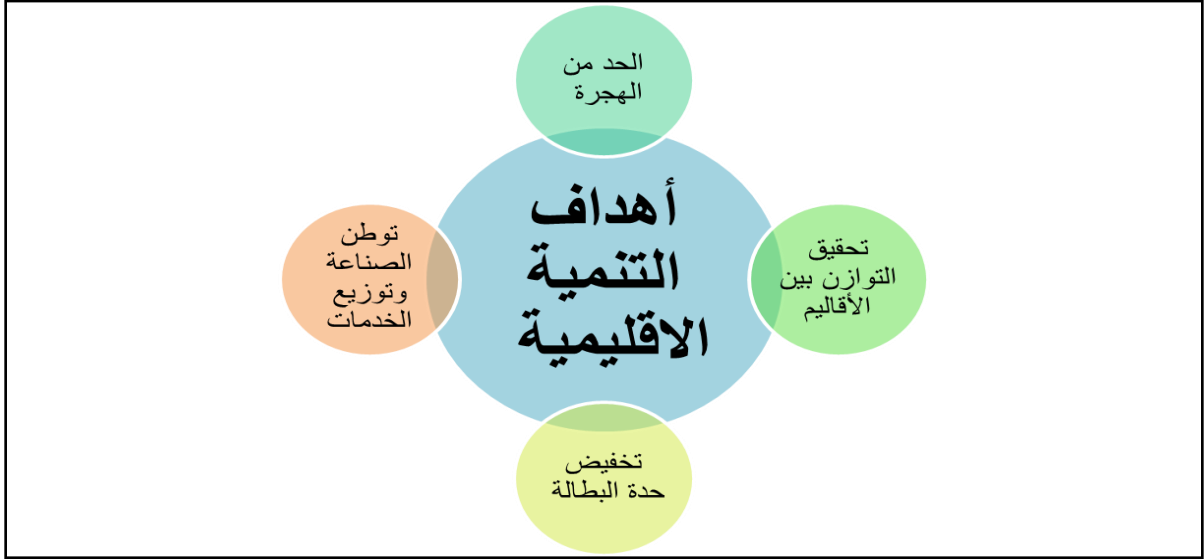 الحد من
الهجرة
أهداف
التنمية
الاقليمية
تحقيق
التوازن بين
الأقاليم
توطن
الصناعة
وتوزيع
الخدمات
تخفيض
حدة البطالة